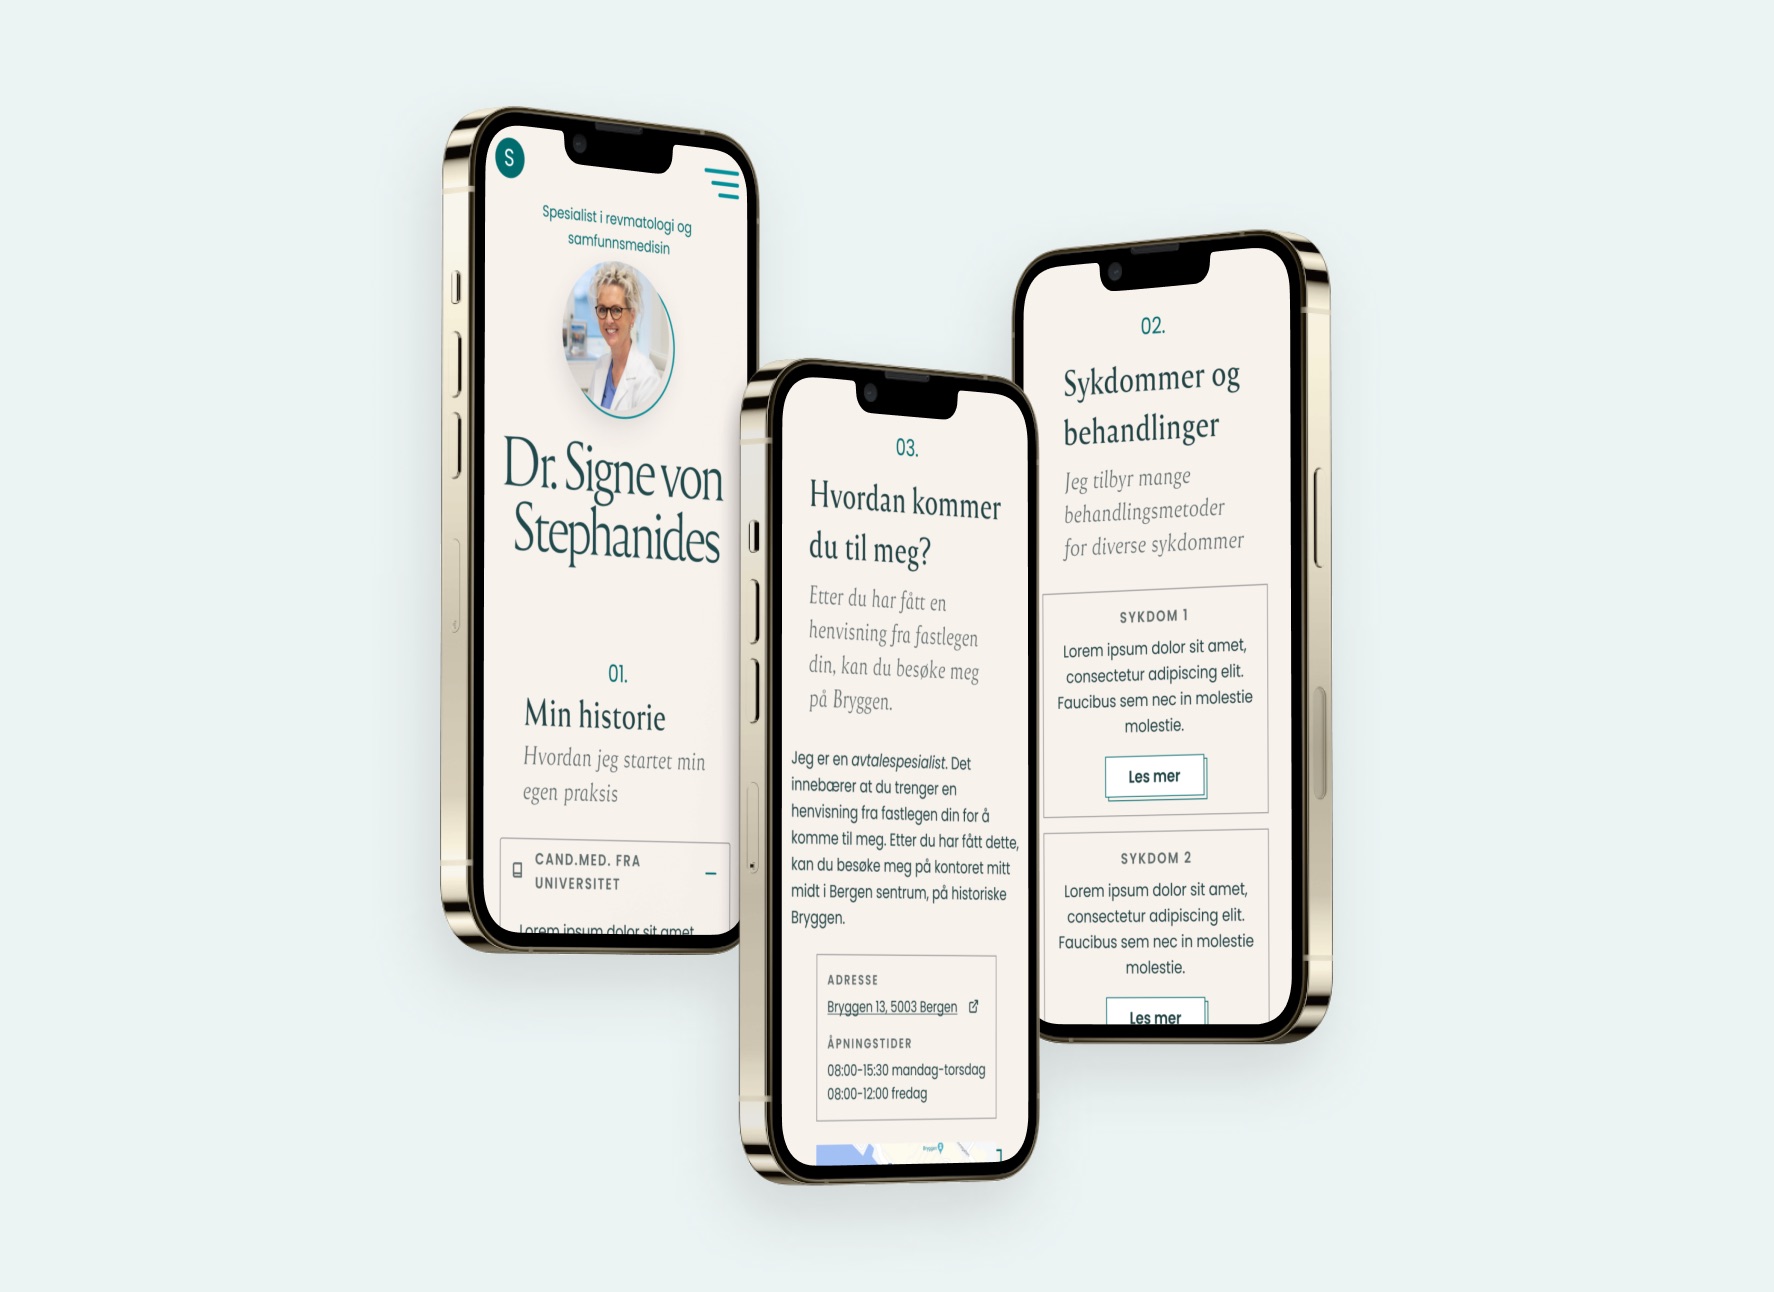 S
Spesialist i revmatologi og
samfunnsmedisin
Dr. Signe von
Stephanides
01.
Min historie
Hvordan jeg startet min
egen praksis
CAND.MED. FRA
UNIVERSITET
Lorem ipsum dolor sit amet
03.
Hvordan kommer
du til meg?
Etter du har fått en
henvisning fra fastlegen
din, kan du besøke meg
på Bryggen.
Jeg er en avtalespesialist. Det
innebærer at du trenger en
henvisning fra fastlegen din for å
komme til meg. Etter du har fått dette,
kan du besøke meg på kontoret mitt
midt i Bergen sentrum, på historiske
Bryggen.
ADRESSE
Bryggen 13, 5003 Bergen
ÅPNINGSTIDER
08:00-15:30 mandag-torsdag
08:00-12:00 fredag
Bryggen
02.
Sykdommer og
behandlinger
Jeg tilbyr mange
behandlingsmetoder
for diverse sykdommer
SYKDOM 1
Lorem ipsum dolor sit amet,
consectetur adipiscing elit.
Faucibus sem nec in molestie
molestie.
Les mer
SYKDOM 2
Lorem ipsum dolor sit amet,
consectetur adipiscing elit.
Faucibus sem nec in molestie
molestie.
Les mer